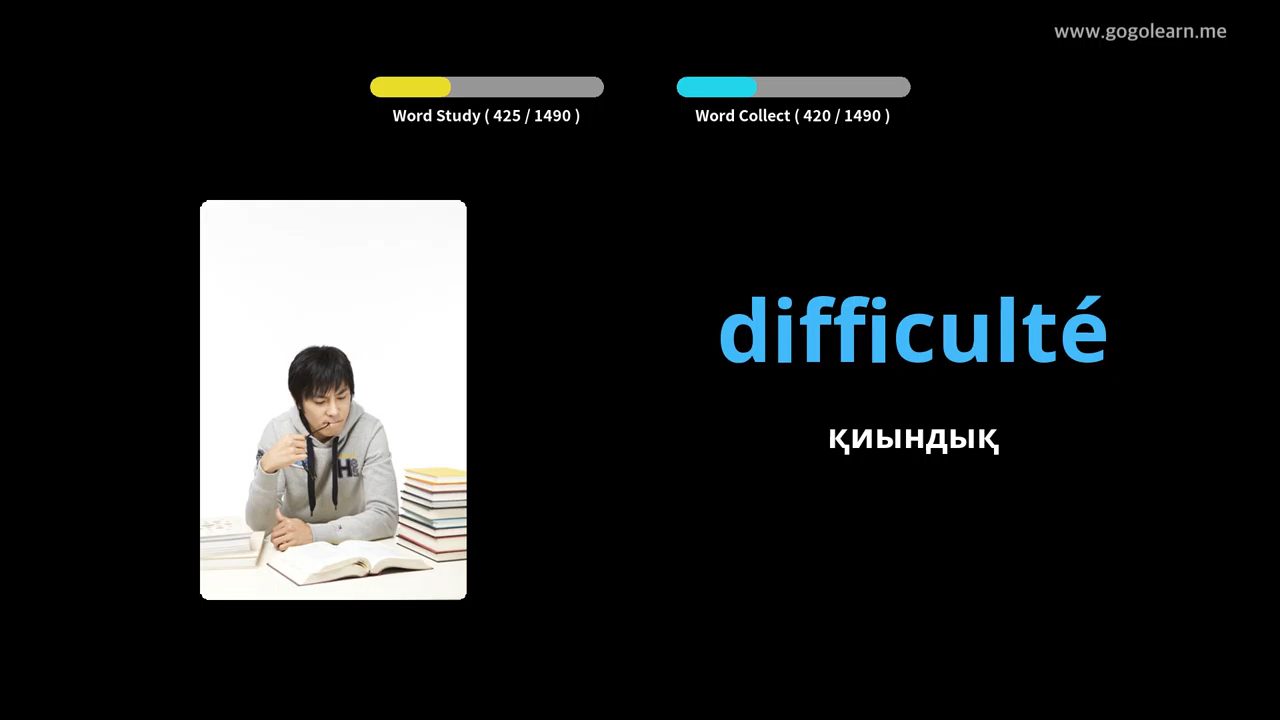 www.gogolearn.me
Word Study ( 425 / 1490 )
Word Collect ( 420 / 1490 )
difficulté
қиындық
H